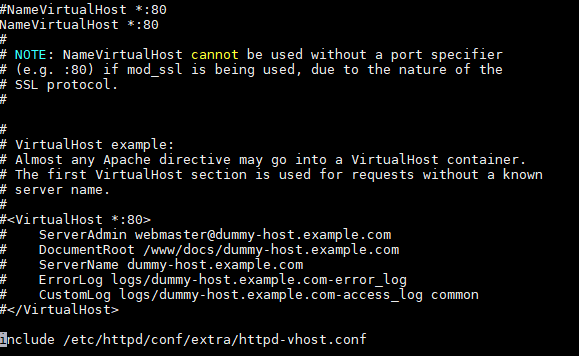 #NameVirtualHost *:80
NameVirtualHost *:80
#
# NOTE: NameVirtualHost cannot be used without a port specifier
# (e.g. :80) if mod_ssl is being used, due to the nature of the
# SSL protocol.
#
#
# VirtualHost example:
# Almost any Apache directive may go into a VirtualHost container.
# The first VirtualHost section is used for requests without a known
# server name.
#
#<VirtualHost *:80>
#    ServerAdmin webmaster@dummy-host.example.com
#    DocumentRoot /www/docs/dummy-host.example.com
#    ServerName dummy-host.example.com
#    ErrorLog logs/dummy-host.example.com-error_log
#    CustomLog logs/dummy-host.example.com-access_log common
#</VirtualHost>
include /etc/httpd/conf/extra/httpd-vhost.conf